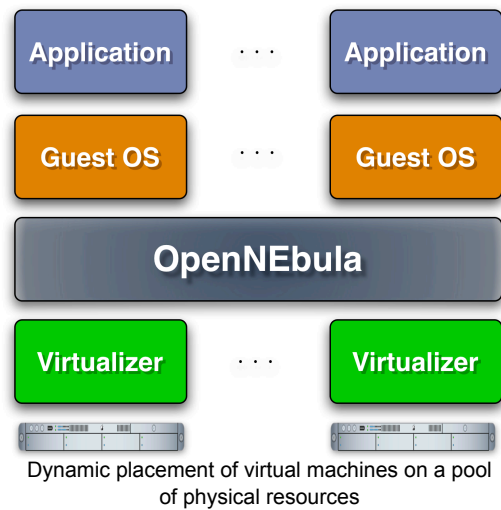 Application . . . Application
Guest OS . . . Guest OS
OpenNEbula
Virtualizer . . . Virtualizer
Dynamic placement of virtual machines on a pool
of physical resources